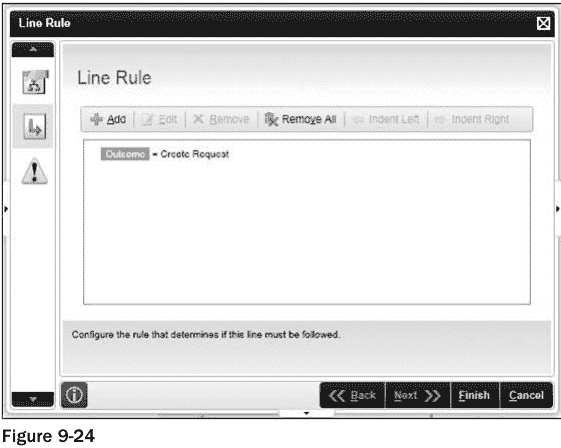 Line Rule
Line Rule
Add Edit Remove Remove All Indent Left Indent Right
Outcome = Create Request
Configure the rule that determines if this line must be followed.
Back Next Finish Cancel
Figure 9-24